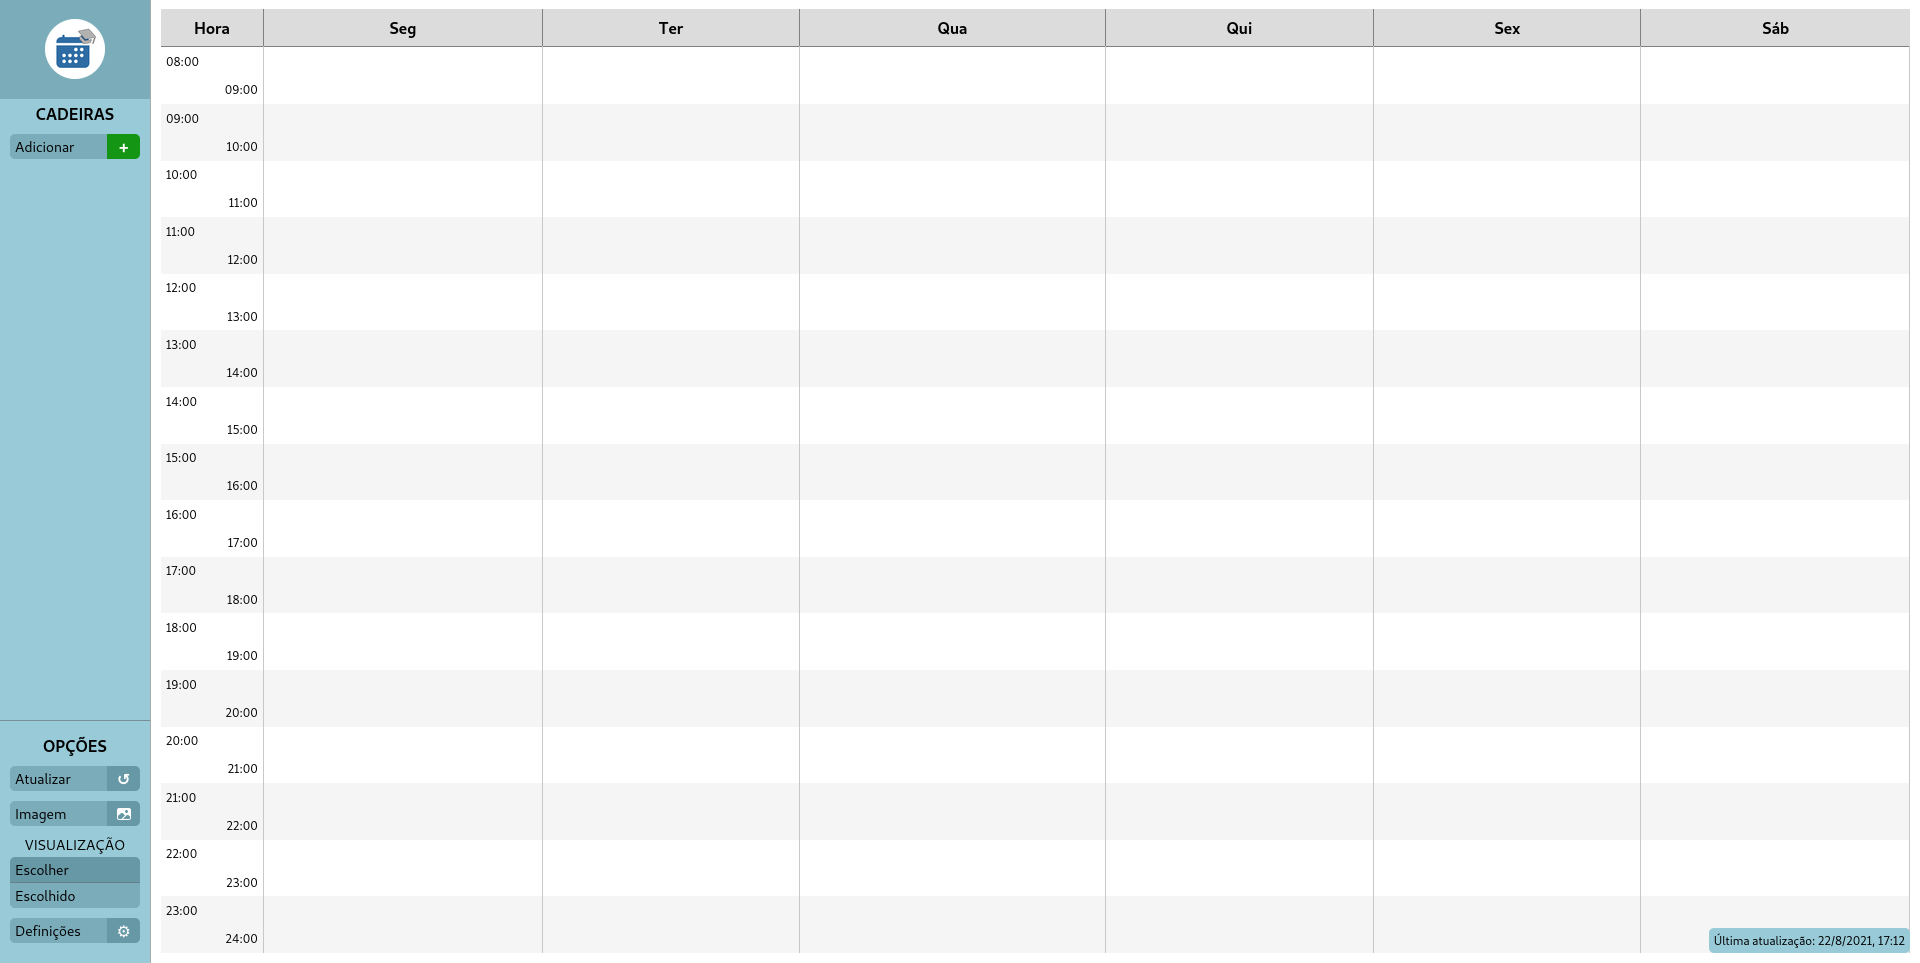 CADEIRAS
Adicionar +
OPÇÕES
Atualizar
Imagem
VISUALIZAÇÃO
Escolher
Escolhido
Definições
Hora Seg Ter Qua Qui Sex Sáb
08:00
09:00
09:00
10:00
10:00
11:00
11:00
12:00
12:00
13:00
13:00
14:00
14:00
15:00
15:00
16:00
16:00
17:00
17:00
18:00
18:00
19:00
19:00
20:00
20:00
21:00
21:00
22:00
22:00
23:00
23:00
24:00
Última atualização: 22/8/2021, 17:12